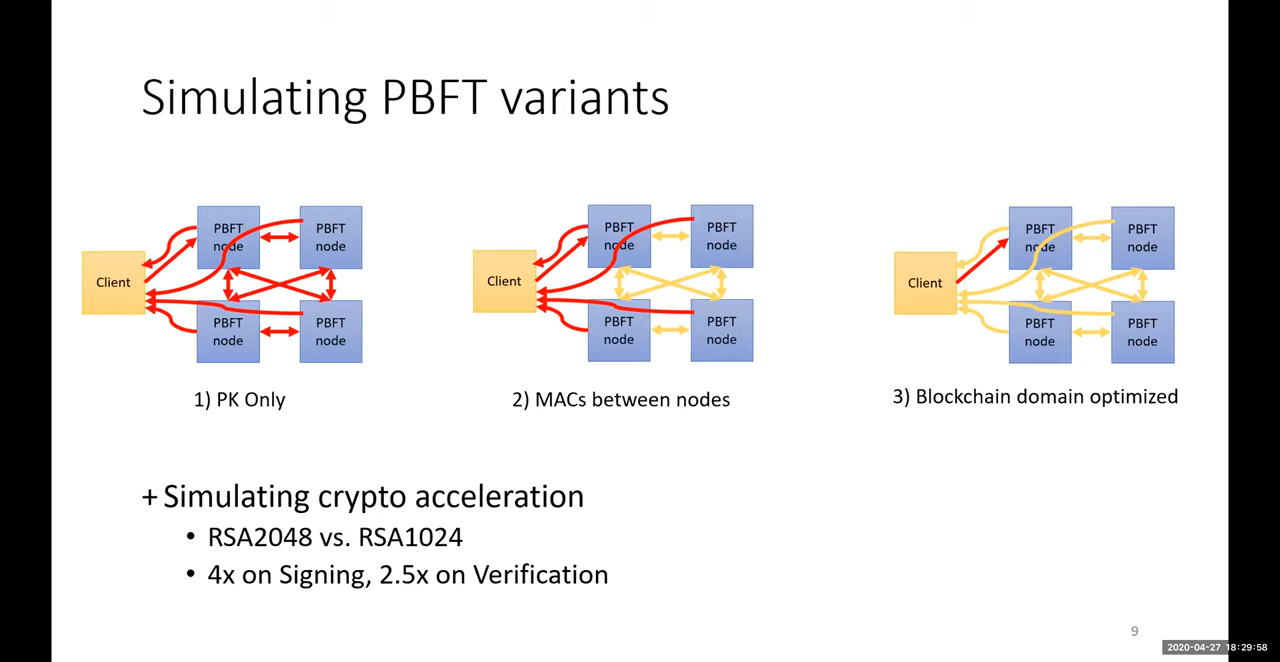 Simulating PBFT variants
Client
PBFT
node
PBFT
node
PBFT
node
PBFT
node
1) PK Only
Client
PBFT
node
PBFT
node
PBFT
node
PBFT
node
2) MACs between nodes
Client
PBFT
node
PBFT
node
PBFT
node
PBFT
node
3) Blockchain domain optimized
+ Simulating crypto acceleration
• RSA2048 vs. RSA1024
• 4x on Signing, 2.5x on Verification
9
2020-04-27 18:29:58